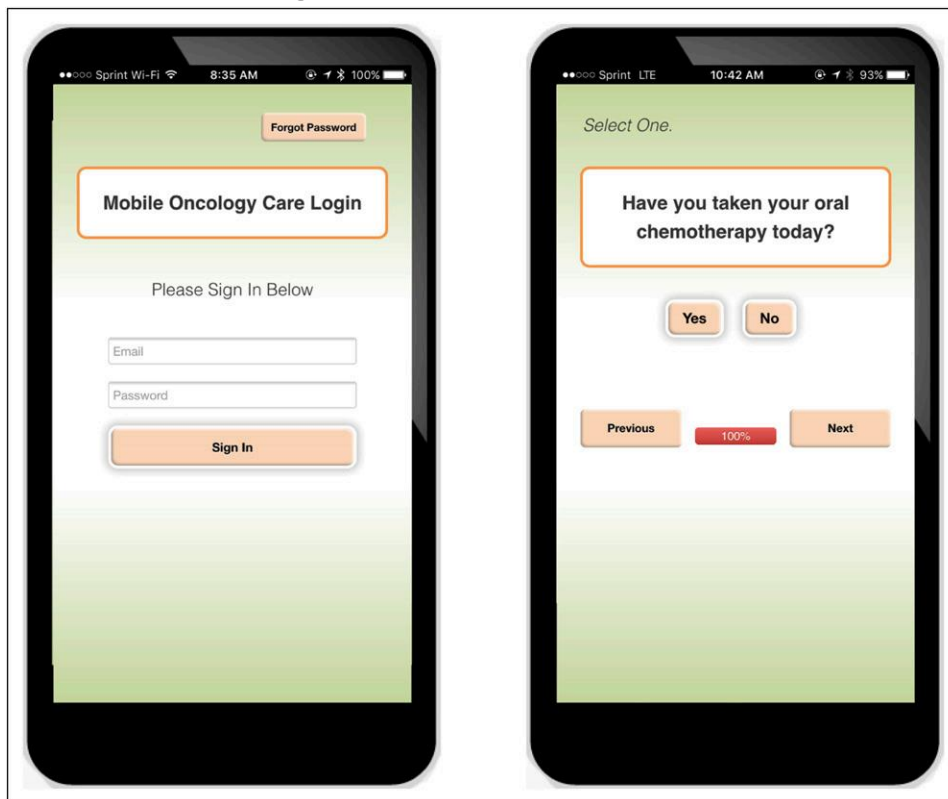 Sprint Wi-Fi 8:35 AM 100%
Forgot Password
Mobile Oncology Care Login
Please Sign In Below
Email
Password
Sign In
Sprint LTE 10:42 AM 93%
Select One.
Have you taken your oral
chemotherapy today?
Yes No
Previous 100% Next